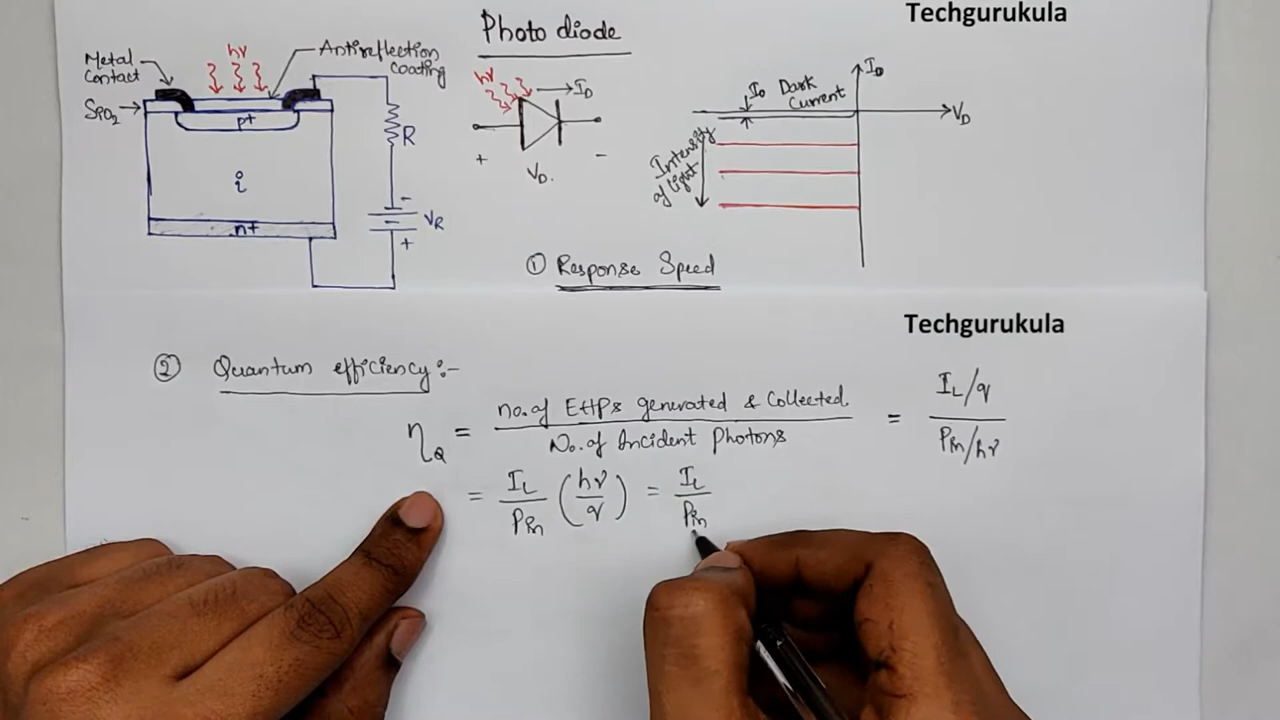 Techgurukula
Photo diode
Metal Contact
hν
Antireflection coating
SiO₂
p+
i
n+
R
-
VR
+
hν
ID
+
-
VD.
I0 Dark Current
ID
VD
Intensity of light
① Response Speed
Techgurukula
② Quantum efficiency :-
ηQ = no. of EHPs generated & Collected / No. of Incident Photons = IL/q / Pin/hν
= IL/Pin (hν/q) = IL/Pin